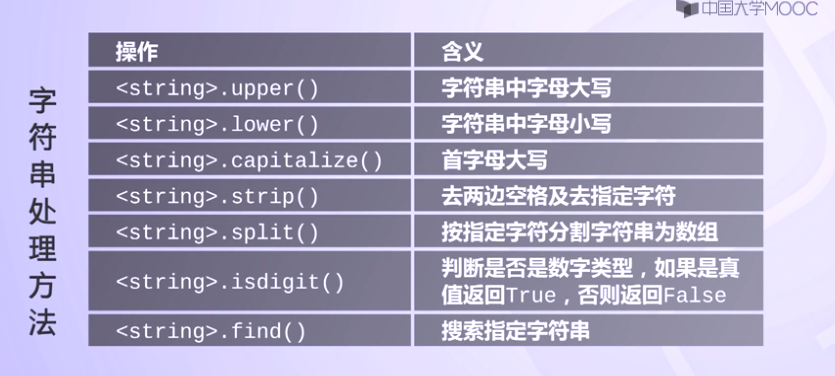 中国大学MOOC
字符串处理方法
操作 含义
<string>.upper() 字符串中字母大写
<string>.lower() 字符串中字母小写
<string>.capitalize() 首字母大写
<string>.strip() 去两边空格及去指定字符
<string>.split() 按指定字符分割字符串为数组
<string>.isdigit() 判断是否是数字类型，如果是真
值返回True，否则返回False
<string>.find() 搜索指定字符串